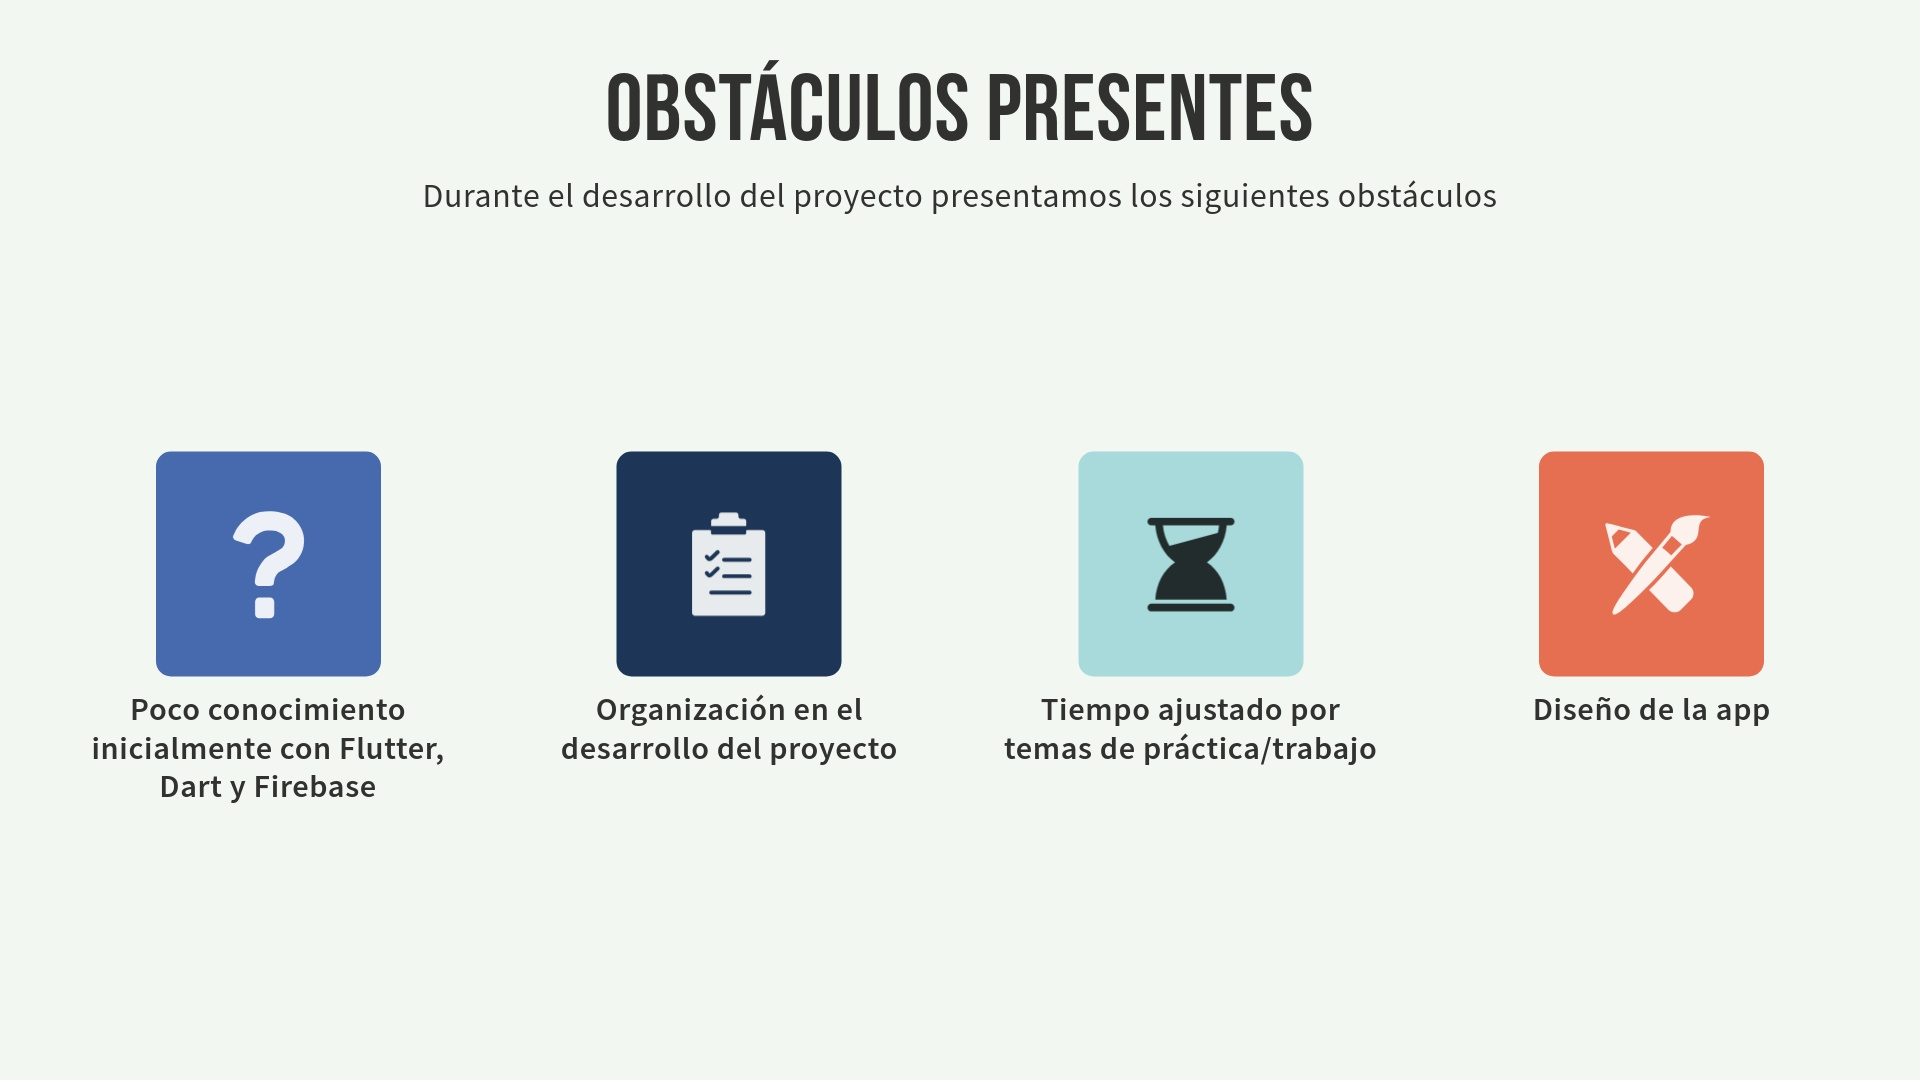 OBSTÁCULOS PRESENTES
Durante el desarrollo del proyecto presentamos los siguientes obstáculos
Poco conocimiento
inicialmente con Flutter,
Dart y Firebase
Organización en el
desarrollo del proyecto
Tiempo ajustado por
temas de práctica/trabajo
Diseño de la app